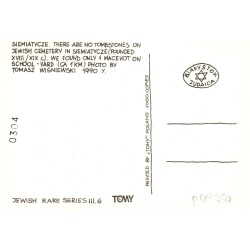 SIEMIATYCZE. THERE ARE NO TOMBSTONES ON
JEWISH CEMETERY IN SIEMIATYCZE (FOUNDED
XVIII/XIX c). WE FOUND ONLY 1 MACEVOT ON
SCHOOL-YARD (CA 1 KM) PHOTO BY
TOMASZ WIŚNIEWSKI 1990 Y.
BIAŁYSTOK
JUDAICA
0304
PRINTED BY "TOMY" POLAND 1000 COPIES
JEWISH RARE SERIES III.6 TOMY